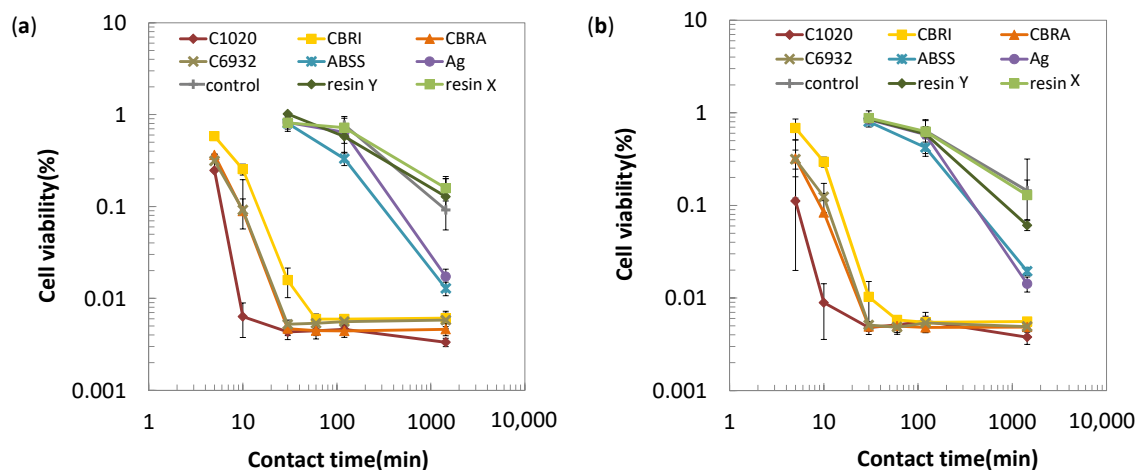 (a)
10
C1020 CBRI CBRA
C6932 ABSS Ag
control resin Y resin X
1
0.1
0.01
0.001
Cell viability(%)
1 10 100 1000 10,000
Contact time(min)
(b)
10
C1020 CBRI CBRA
C6932 ABSS Ag
control resin Y resin X
1
0.1
0.01
0.001
Cell viability(%)
1 10 100 1000 10,000
Contact time(min)